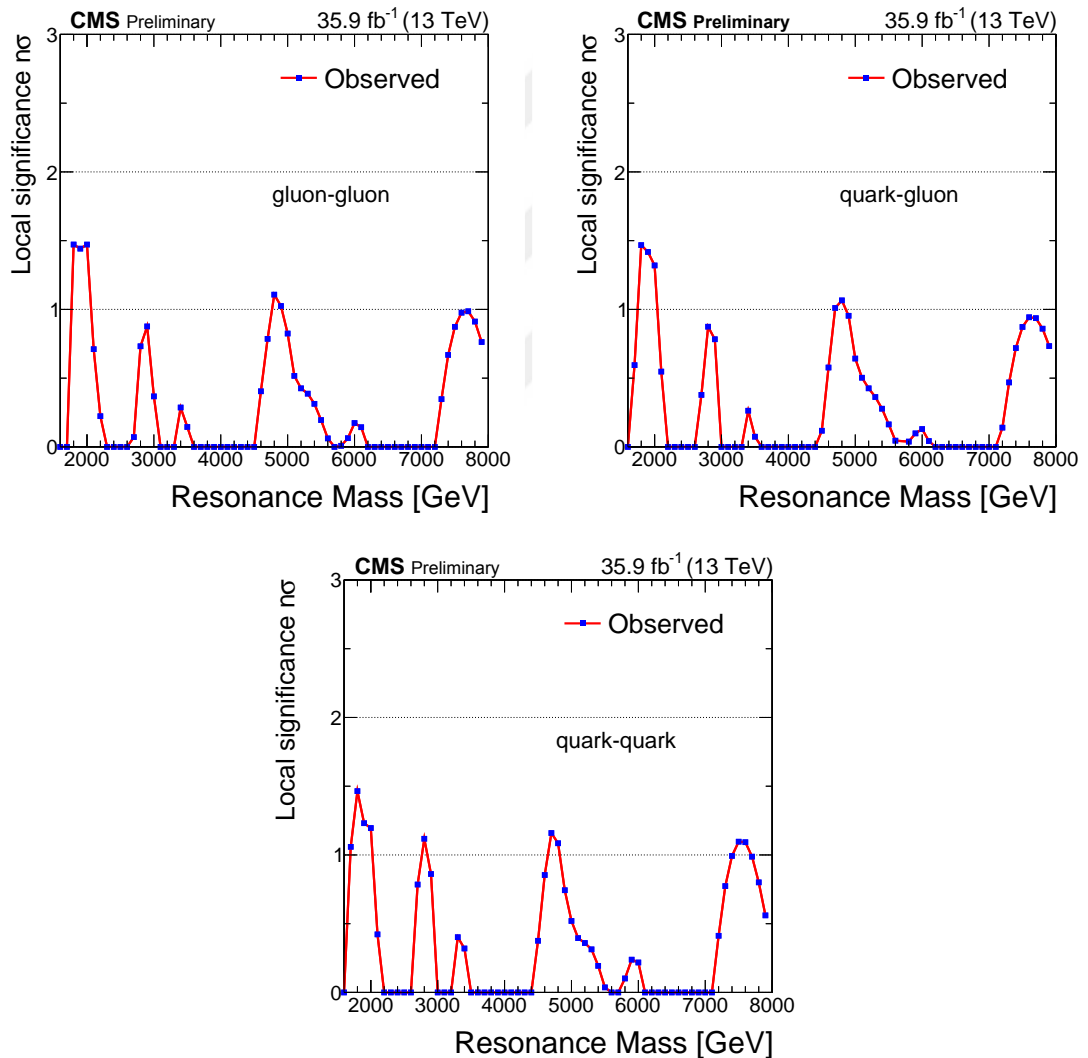 CMS Preliminary 35.9 fb⁻¹ (13 TeV)
Local significance nσ
3
2
1
0
Observed
gluon-gluon
2000 3000 4000 5000 6000 7000 8000
Resonance Mass [GeV]
CMS Preliminary 35.9 fb⁻¹ (13 TeV)
Local significance nσ
3
2
1
0
Observed
quark-gluon
2000 3000 4000 5000 6000 7000 8000
Resonance Mass [GeV]
CMS Preliminary 35.9 fb⁻¹ (13 TeV)
Local significance nσ
3
2
1
0
Observed
quark-quark
2000 3000 4000 5000 6000 7000 8000
Resonance Mass [GeV]